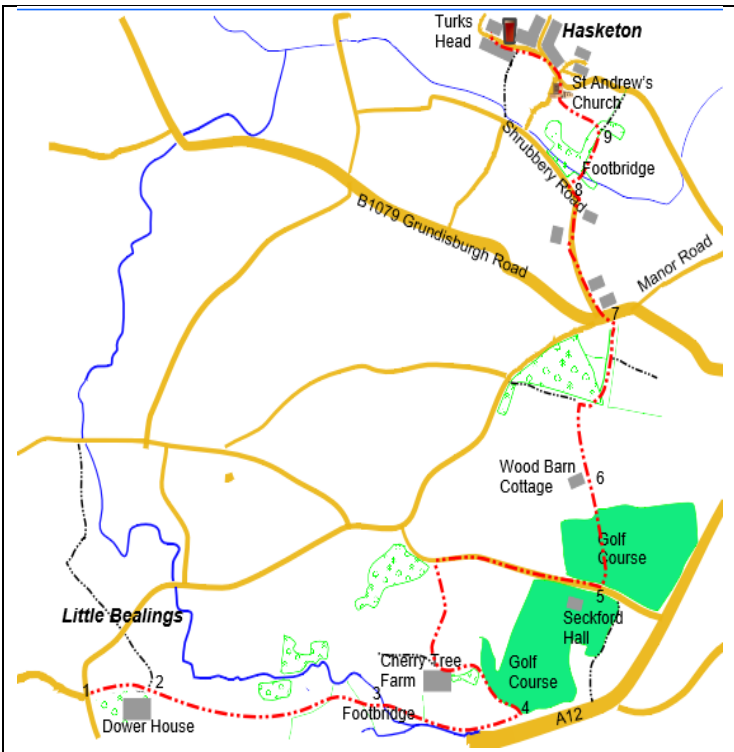 Turks
Head
Hasketon
St Andrew's
Church
9
Shrubbery Road
Footbridge
8
B1079 Grundisburgh Road
Manor Road
7
Wood Barn
Cottage
6
Golf
Course
5
Seckford
Hall
Little Bealings
Cherry Tree
Farm
Golf
Course
1
2
3
Footbridge
4
A12
Dower House